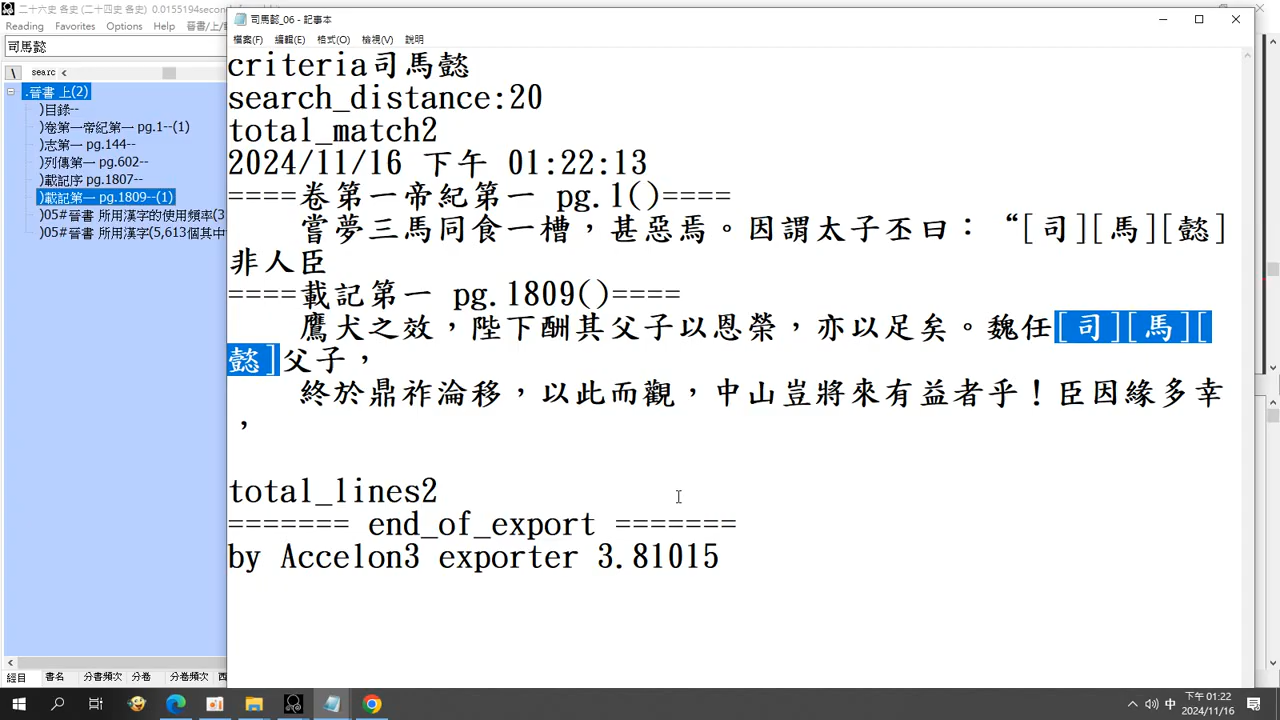 二十六史 各史 (二十四史 各史) 0.0155194secon
Reading Favorites Options Help 晉書/上/
司馬懿
\ searc <
.晉書 上(2)
)目錄--
)卷第一帝紀第一 pg.1--(1)
)志第一 pg.144--
)列傳第一 pg.602--
)載記序 pg.1807--
)載記第一 pg.1809--(1)
)05#晉書 所用漢字的使用頻率(3
)05#晉書 所用漢字(5,613個其中
經目 書名 分書頻次 分卷 分卷頻次 西
司馬懿_06 - 記事本
檔案(F) 編輯(E) 格式(O) 檢視(V) 說明
criteria司馬懿
search_distance:20
total_match2
2024/11/16 下午 01:22:13
====卷第一帝紀第一 pg.1()====
嘗夢三馬同食一槽，甚惡焉。因謂太子丕曰：“[司][馬][懿]
非人臣
====載記第一 pg.1809()====
鷹犬之效，陛下酬其父子以恩榮，亦以足矣。魏任[司][馬][
懿]父子，
終於鼎祚淪移，以此而觀，中山豈將來有益者乎！臣因緣多幸
，
total_lines2
======= end_of_export =======
by Accelon3 exporter 3.81015
中
下午 01:22
2024/11/16